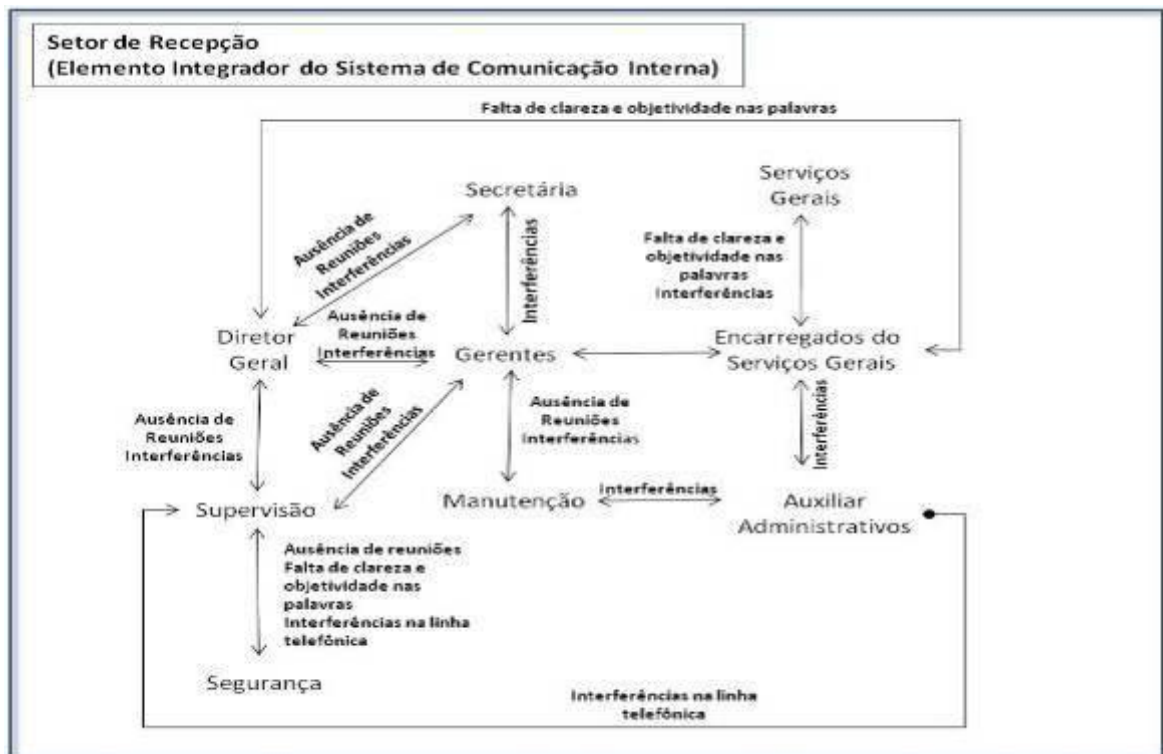 Setor de Recepção
(Elemento Integrador do Sistema de Comunicação Interna)
Falta de clareza e objetividade nas palavras
Secretária
Serviços
Gerais
Ausência de
Reuniões
Interferências
Interferências
Falta de clareza e
objetividade nas
palavras
Interferências
Diretor
Geral
Ausência de
Reuniões
Interferências
Gerentes
Encarregados do
Serviços Gerais
Ausência de
Reuniões
Interferências
Ausência de
Reuniões
Interferências
Ausência de
Reuniões
Interferências
Interferências
Supervisão
Manutenção
Interferências
Auxiliar
Administrativos
Ausência de reuniões
Falta de clareza e
objetividade nas
palavras
Interferências na linha
telefônica
Segurança
Interferências na linha
telefônica